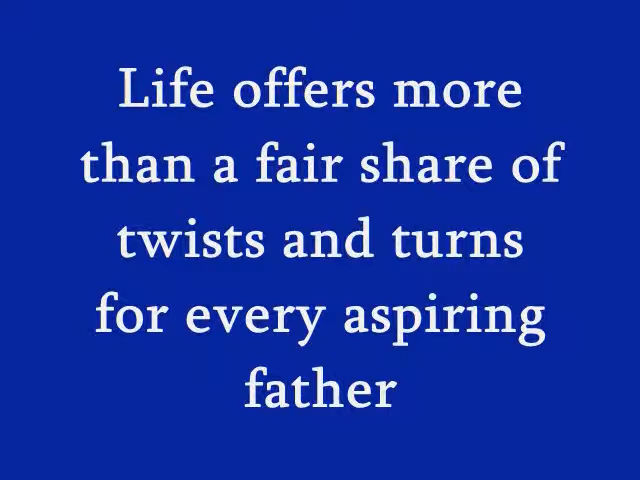 Life offers more
than a fair share of
twists and turns
for every aspiring
father